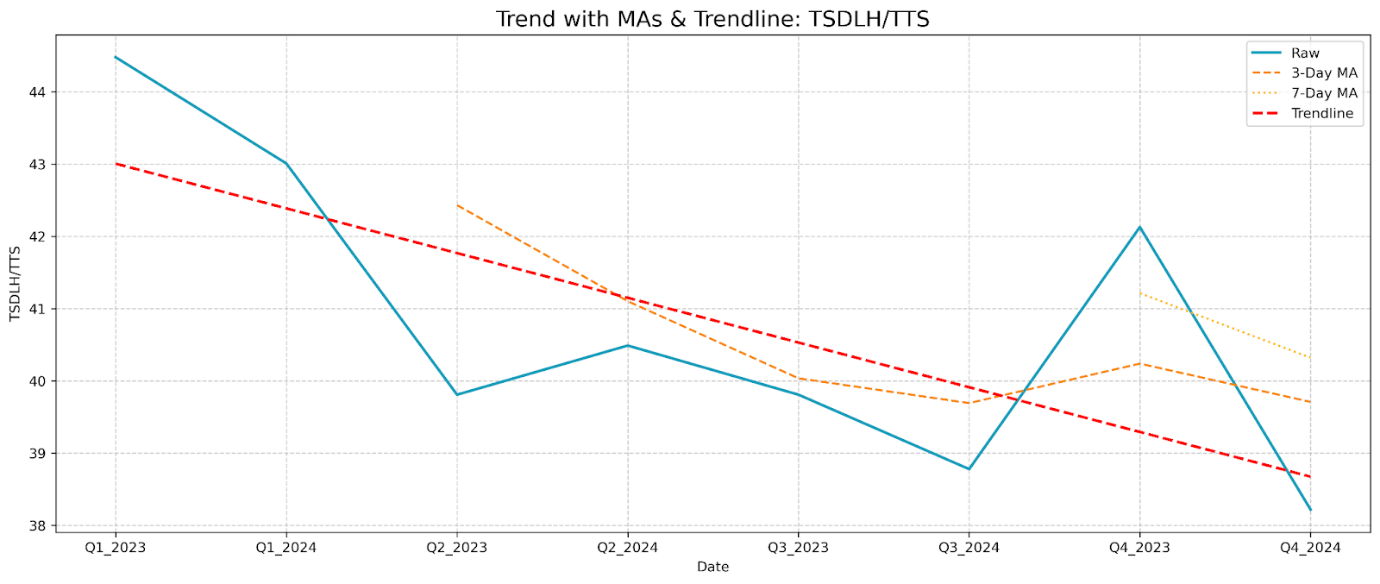 Trend with MAs & Trendline: TSDLH/TTS
Raw
3-Day MA
7-Day MA
Trendline
TSDLH/TTS
44
43
42
41
40
39
38
Q1_2023 Q1_2024 Q2_2023 Q2_2024 Q3_2023 Q3_2024 Q4_2023 Q4_2024
Date